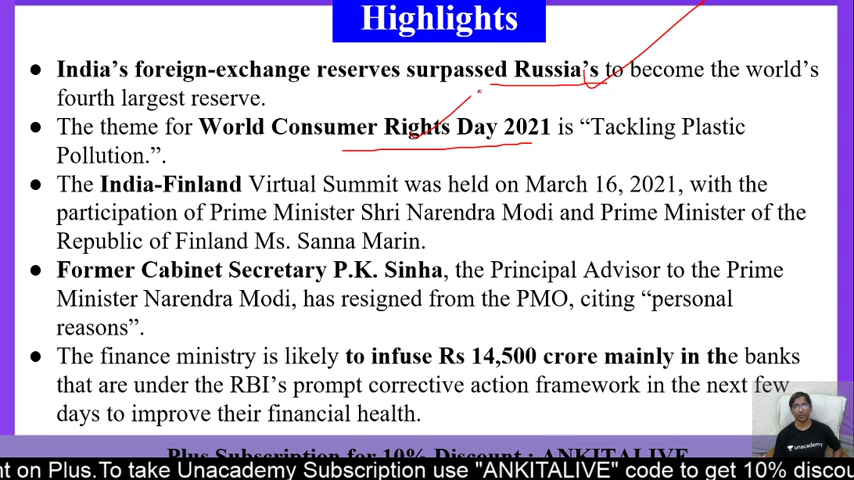 Highlights
● India's foreign-exchange reserves surpassed Russia's to become the world's
fourth largest reserve.
● The theme for World Consumer Rights Day 2021 is “Tackling Plastic
Pollution.”.
● The India-Finland Virtual Summit was held on March 16, 2021, with the
participation of Prime Minister Shri Narendra Modi and Prime Minister of the
Republic of Finland Ms. Sanna Marin.
● Former Cabinet Secretary P.K. Sinha, the Principal Advisor to the Prime
Minister Narendra Modi, has resigned from the PMO, citing “personal
reasons”.
● The finance ministry is likely to infuse Rs 14,500 crore mainly in the banks
that are under the RBI's prompt corrective action framework in the next few
days to improve their financial health.
unacademy
Plus Subscription for 10% Discount : ANKITALIVE
nt on Plus.To take Unacademy Subscription use "ANKITALIVE" code to get 10% discou